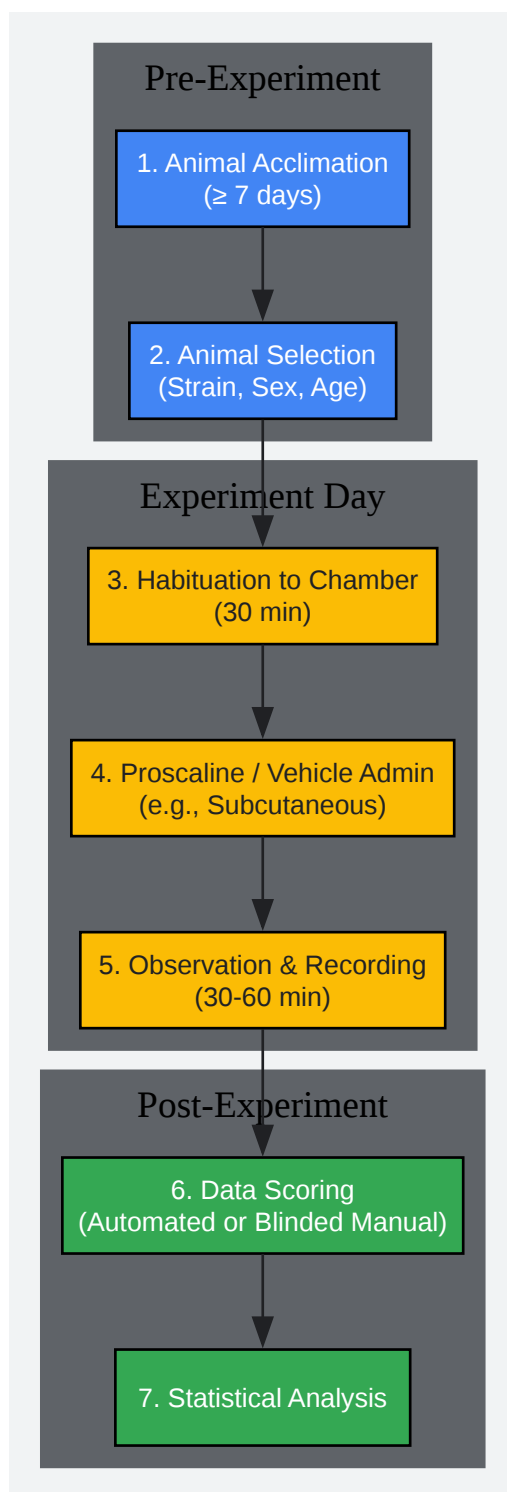 Pre-Experiment
1. Animal Acclimation
(≥ 7 days)
2. Animal Selection
(Strain, Sex, Age)
Experiment Day
3. Habituation to Chamber
(30 min)
4. Proscaline / Vehicle Admin
(e.g., Subcutaneous)
5. Observation & Recording
(30-60 min)
Post-Experiment
6. Data Scoring
(Automated or Blinded Manual)
7. Statistical Analysis